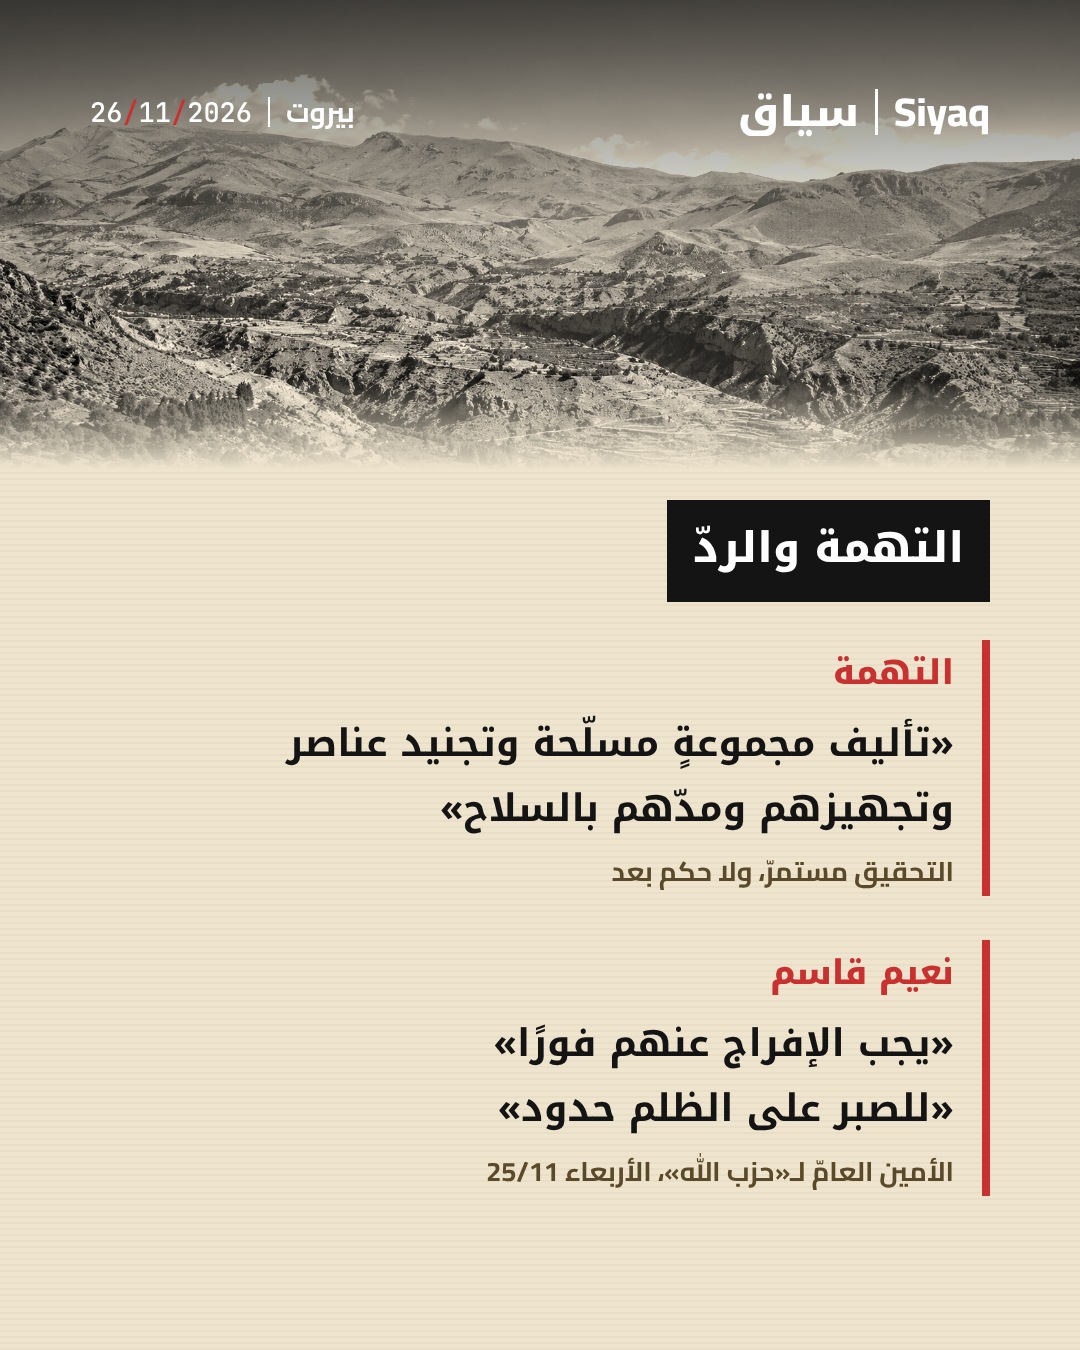 Siyaq | سياق
بيروت | 26/11/2026
التهمة والردّ
التهمة
«تأليف مجموعةٍ مسلّحة وتجنيد عناصر
وتجهيزهم ومدّهم بالسلاح»
التحقيق مستمرّ، ولا حكم بعد
نعيم قاسم
«يجب الإفراج عنهم فورًا»
«للصبر على الظلم حدود»
الأمين العامّ لـ«حزب الله»، الأربعاء 25/11